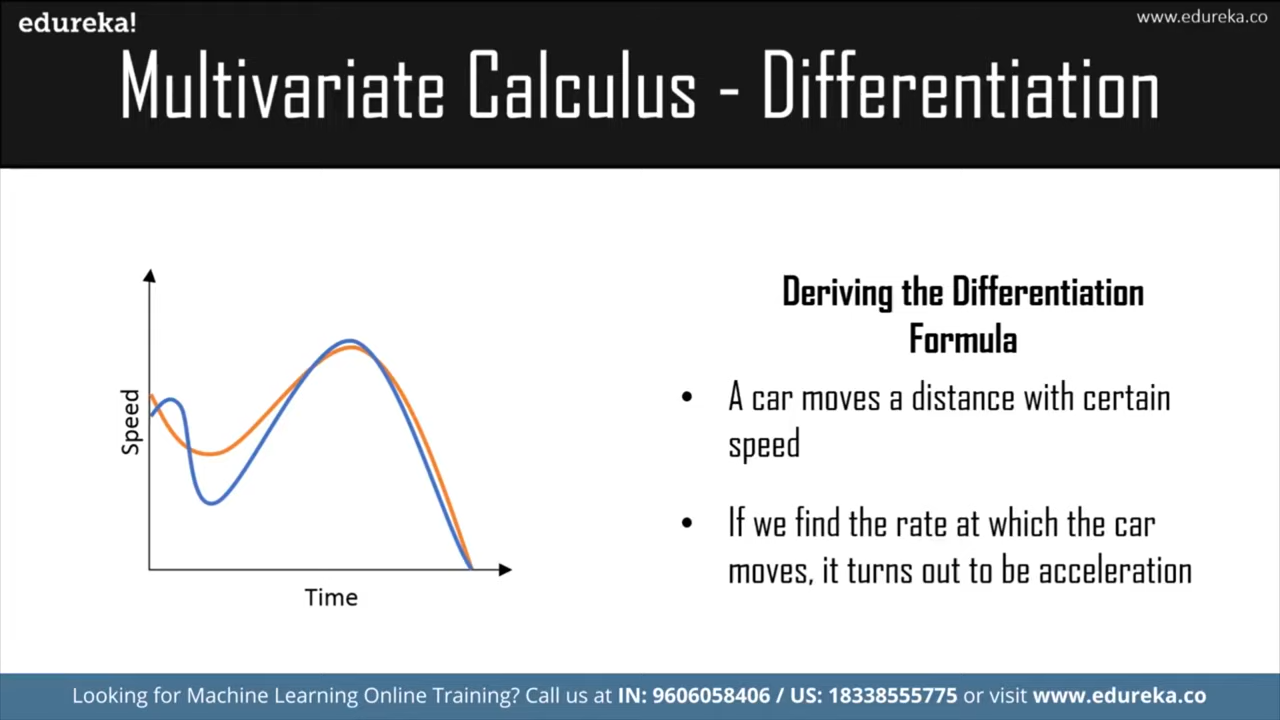 edureka!
www.edureka.co
Multivariate Calculus - Differentiation
Speed
Time
Deriving the Differentiation
Formula
• A car moves a distance with certain
speed
• If we find the rate at which the car
moves, it turns out to be acceleration
Looking for Machine Learning Online Training? Call us at IN: 9606058406 / US: 18338555775 or visit www.edureka.co